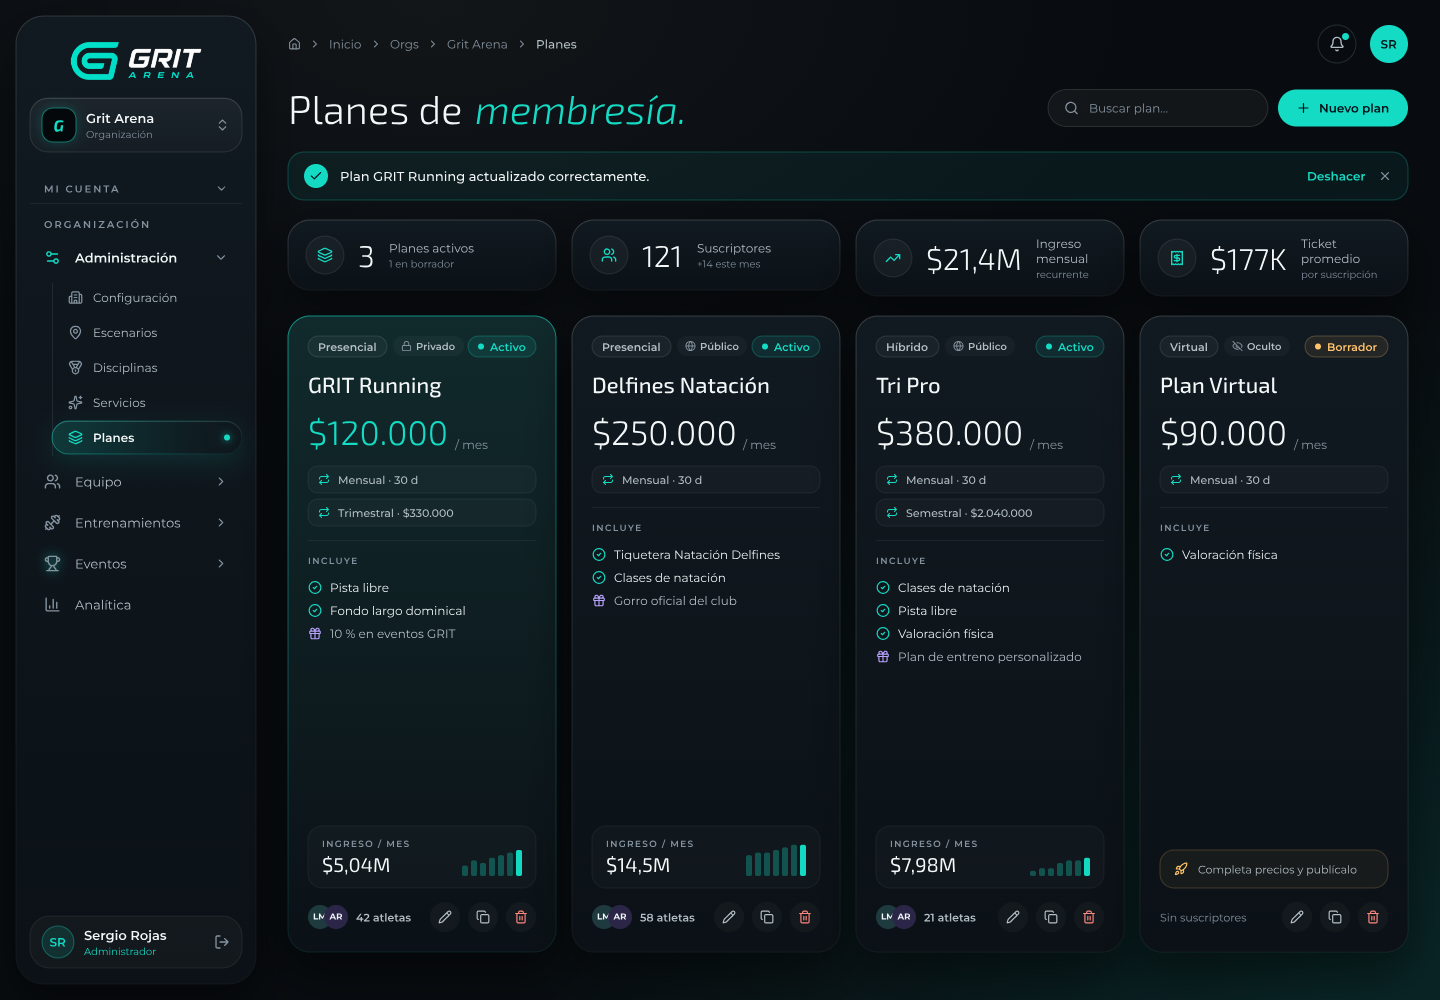 GRIT
ARENA
G
Grit Arena
Organización
MI CUENTA
ORGANIZACIÓN
Administración
Configuración
Escenarios
Disciplinas
Servicios
Planes
Equipo
Entrenamientos
Eventos
Analítica
SR
Sergio Rojas
Administrador
Inicio
Orgs
Grit Arena
Planes
SR
Planes de membresía.
Buscar plan...
Nuevo plan
Plan GRIT Running actualizado correctamente.
Deshacer
3
Planes activos
1 en borrador
121
Suscriptores
+14 este mes
$21,4M
Ingreso
mensual
recurrente
$177K
Ticket
promedio
por suscripción
Presencial
Privado
Activo
GRIT Running
$120.000 / mes
Mensual · 30 d
Trimestral · $330.000
INCLUYE
Pista libre
Fondo largo dominical
10 % en eventos GRIT
INGRESO / MES
$5,04M
LM
AR
42 atletas
Presencial
Público
Activo
Delfines Natación
$250.000 / mes
Mensual · 30 d
INCLUYE
Tiquetera Natación Delfines
Clases de natación
Gorro oficial del club
INGRESO / MES
$14,5M
LM
AR
58 atletas
Híbrido
Público
Activo
Tri Pro
$380.000 / mes
Mensual · 30 d
Semestral · $2.040.000
INCLUYE
Clases de natación
Pista libre
Valoración física
Plan de entreno personalizado
INGRESO / MES
$7,98M
LM
AR
21 atletas
Virtual
Oculto
Borrador
Plan Virtual
$90.000 / mes
Mensual · 30 d
INCLUYE
Valoración física
Completa precios y publícalo
Sin suscriptores